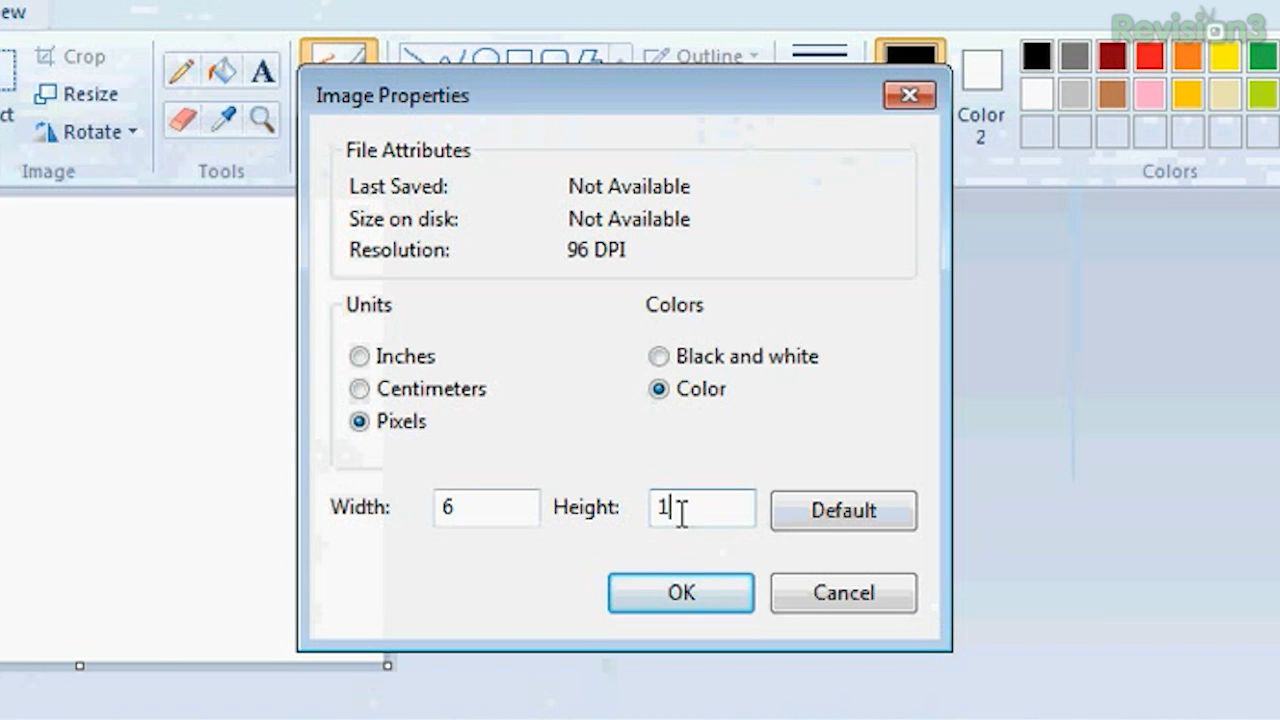 ew
Revision3
Crop
Resize
ct
Rotate
Image
A
Tools
Outline
Color
2
Colors
Image Properties
File Attributes
Last Saved: Not Available
Size on disk: Not Available
Resolution: 96 DPI
Units
Colors
Inches
Black and white
Centimeters
Color
Pixels
Width: 6 Height: 1 Default
OK Cancel